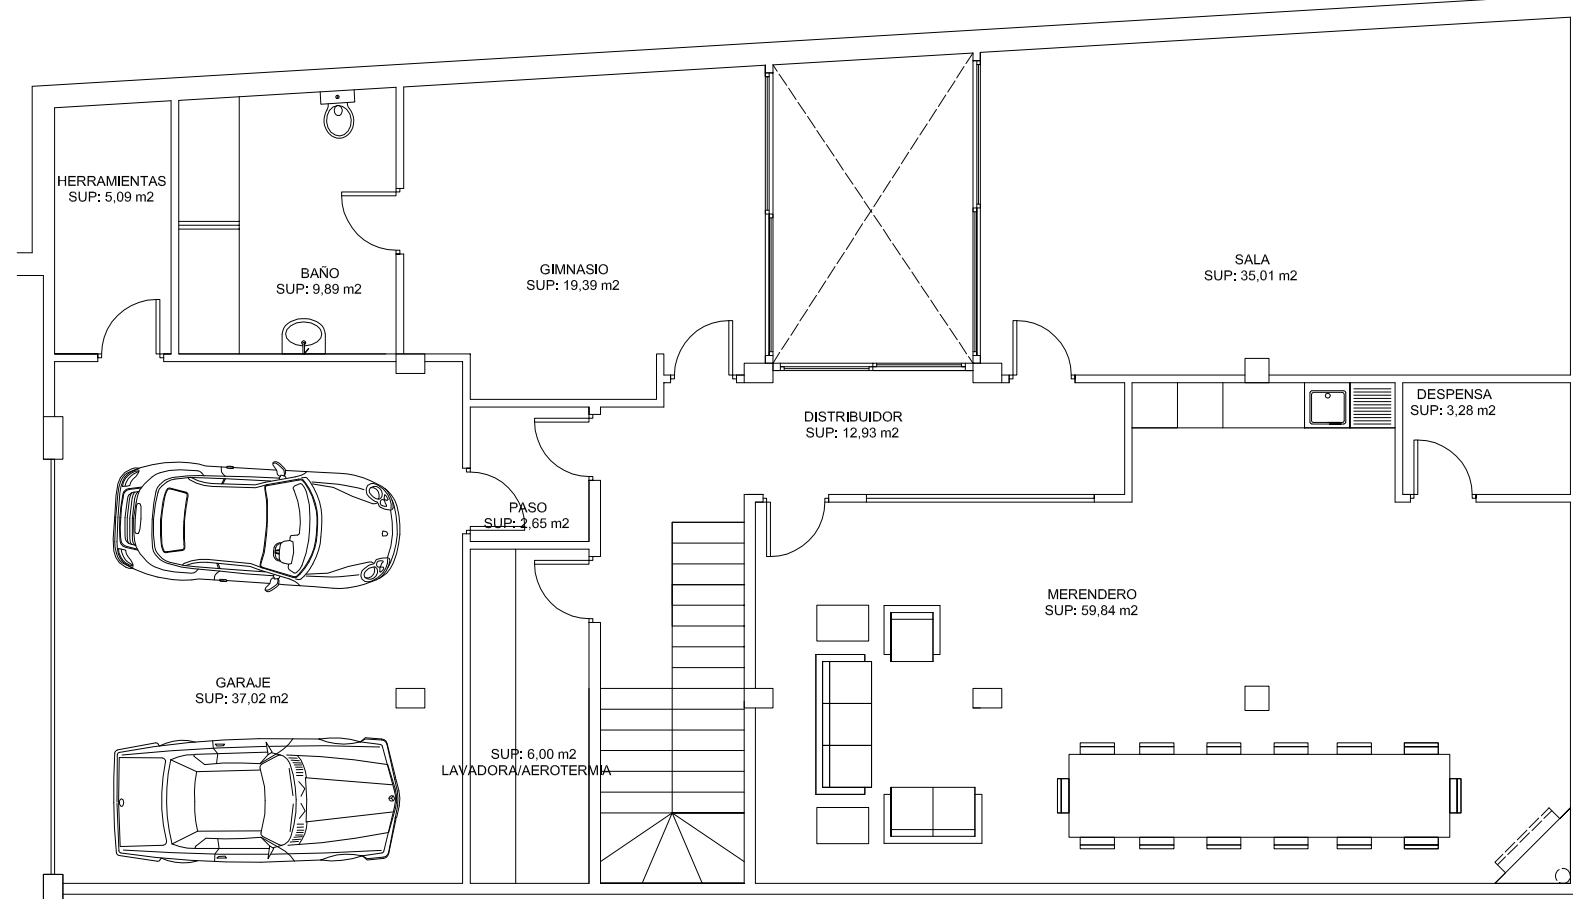 HERRAMIENTAS
SUP: 5,09 m2
BAÑO
SUP: 9,89 m2
GIMNASIO
SUP: 19,39 m2
SALA
SUP: 35,01 m2
DISTRIBUIDOR
SUP: 12,93 m2
DESPENSA
SUP: 3,28 m2
PASO
SUP: 2,65 m2
MERENDERO
SUP: 59,84 m2
GARAJE
SUP: 37,02 m2
SUP: 6,00 m2
LAVADORA/AEROTERMIA